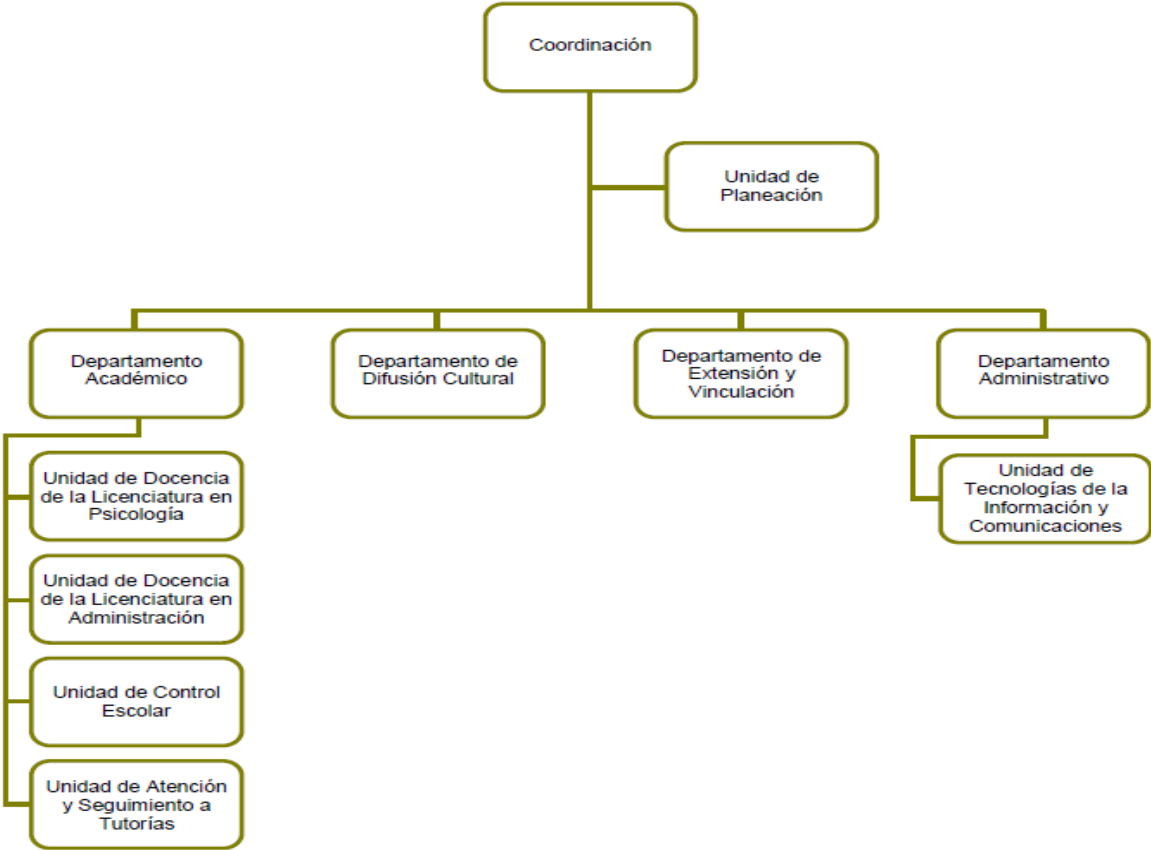 Coordinación
Unidad de
Planeación
Departamento
Académico
Departamento de
Difusión Cultural
Departamento de
Extensión y
Vinculación
Departamento
Administrativo
Unidad de Docencia
de la Licenciatura en
Psicología
Unidad de Docencia
de la Licenciatura en
Administración
Unidad de Control
Escolar
Unidad de Atención
y Seguimiento a
Tutorías
Unidad de
Tecnologías de la
Información y
Comunicaciones